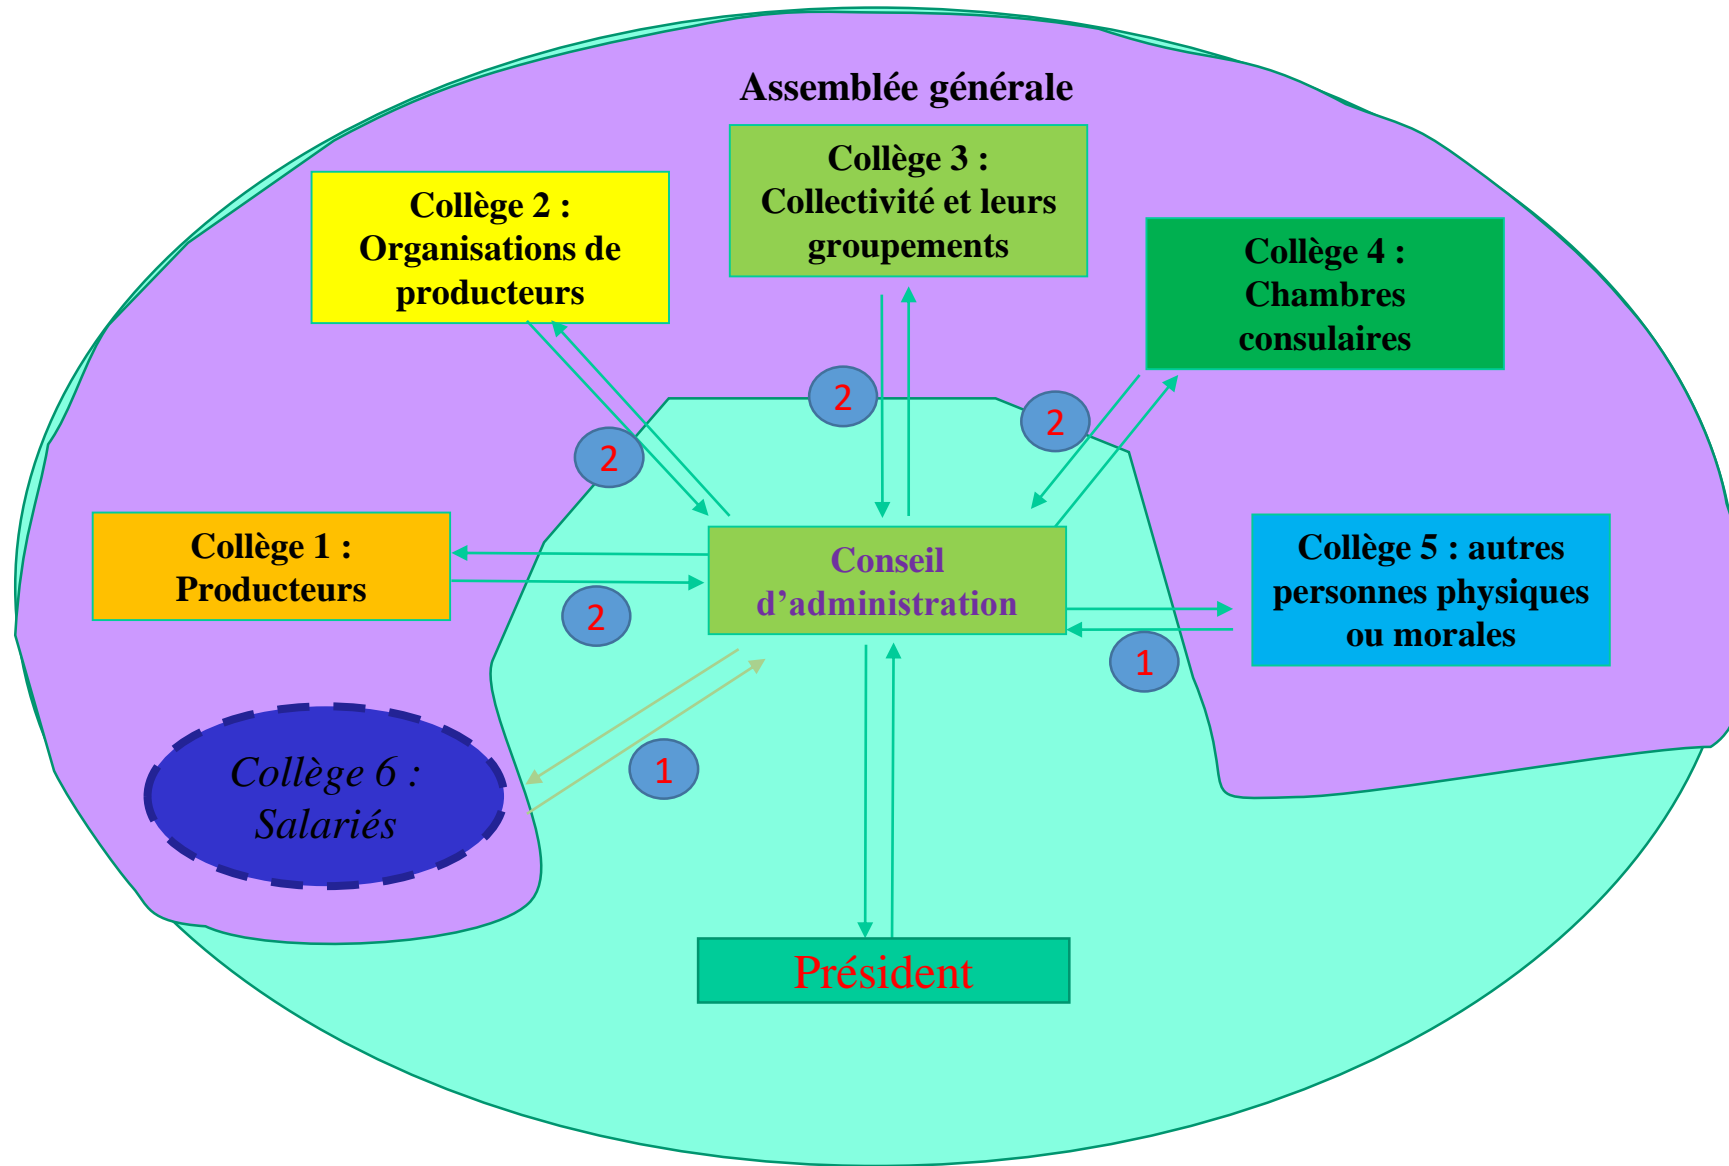 Assemblée générale
Collège 3 :
Collectivité et leurs
groupements
Collège 2 :
Organisations de
producteurs
Collège 4 :
Chambres
consulaires
2
2
2
Collège 1 :
Producteurs
2
Conseil
d’administration
Collège 5 : autres
personnes physiques
ou morales
1
Collège 6 :
Salariés
1
Président